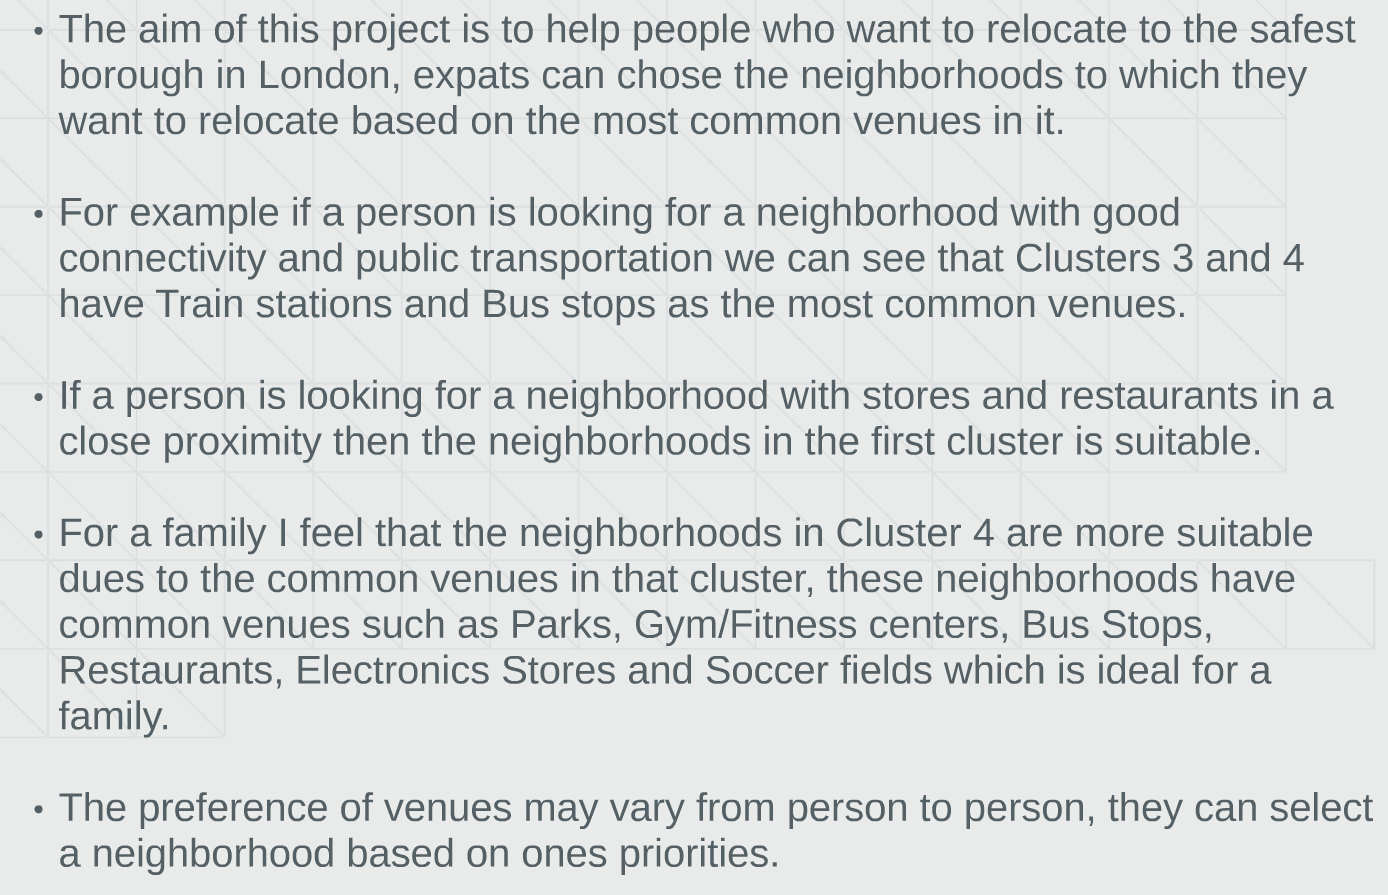 • The aim of this project is to help people who want to relocate to the safest
borough in London, expats can chose the neighborhoods to which they
want to relocate based on the most common venues in it.
• For example if a person is looking for a neighborhood with good
connectivity and public transportation we can see that Clusters 3 and 4
have Train stations and Bus stops as the most common venues.
• If a person is looking for a neighborhood with stores and restaurants in a
close proximity then the neighborhoods in the first cluster is suitable.
• For a family I feel that the neighborhoods in Cluster 4 are more suitable
dues to the common venues in that cluster, these neighborhoods have
common venues such as Parks, Gym/Fitness centers, Bus Stops,
Restaurants, Electronics Stores and Soccer fields which is ideal for a
family.
• The preference of venues may vary from person to person, they can select
a neighborhood based on ones priorities.